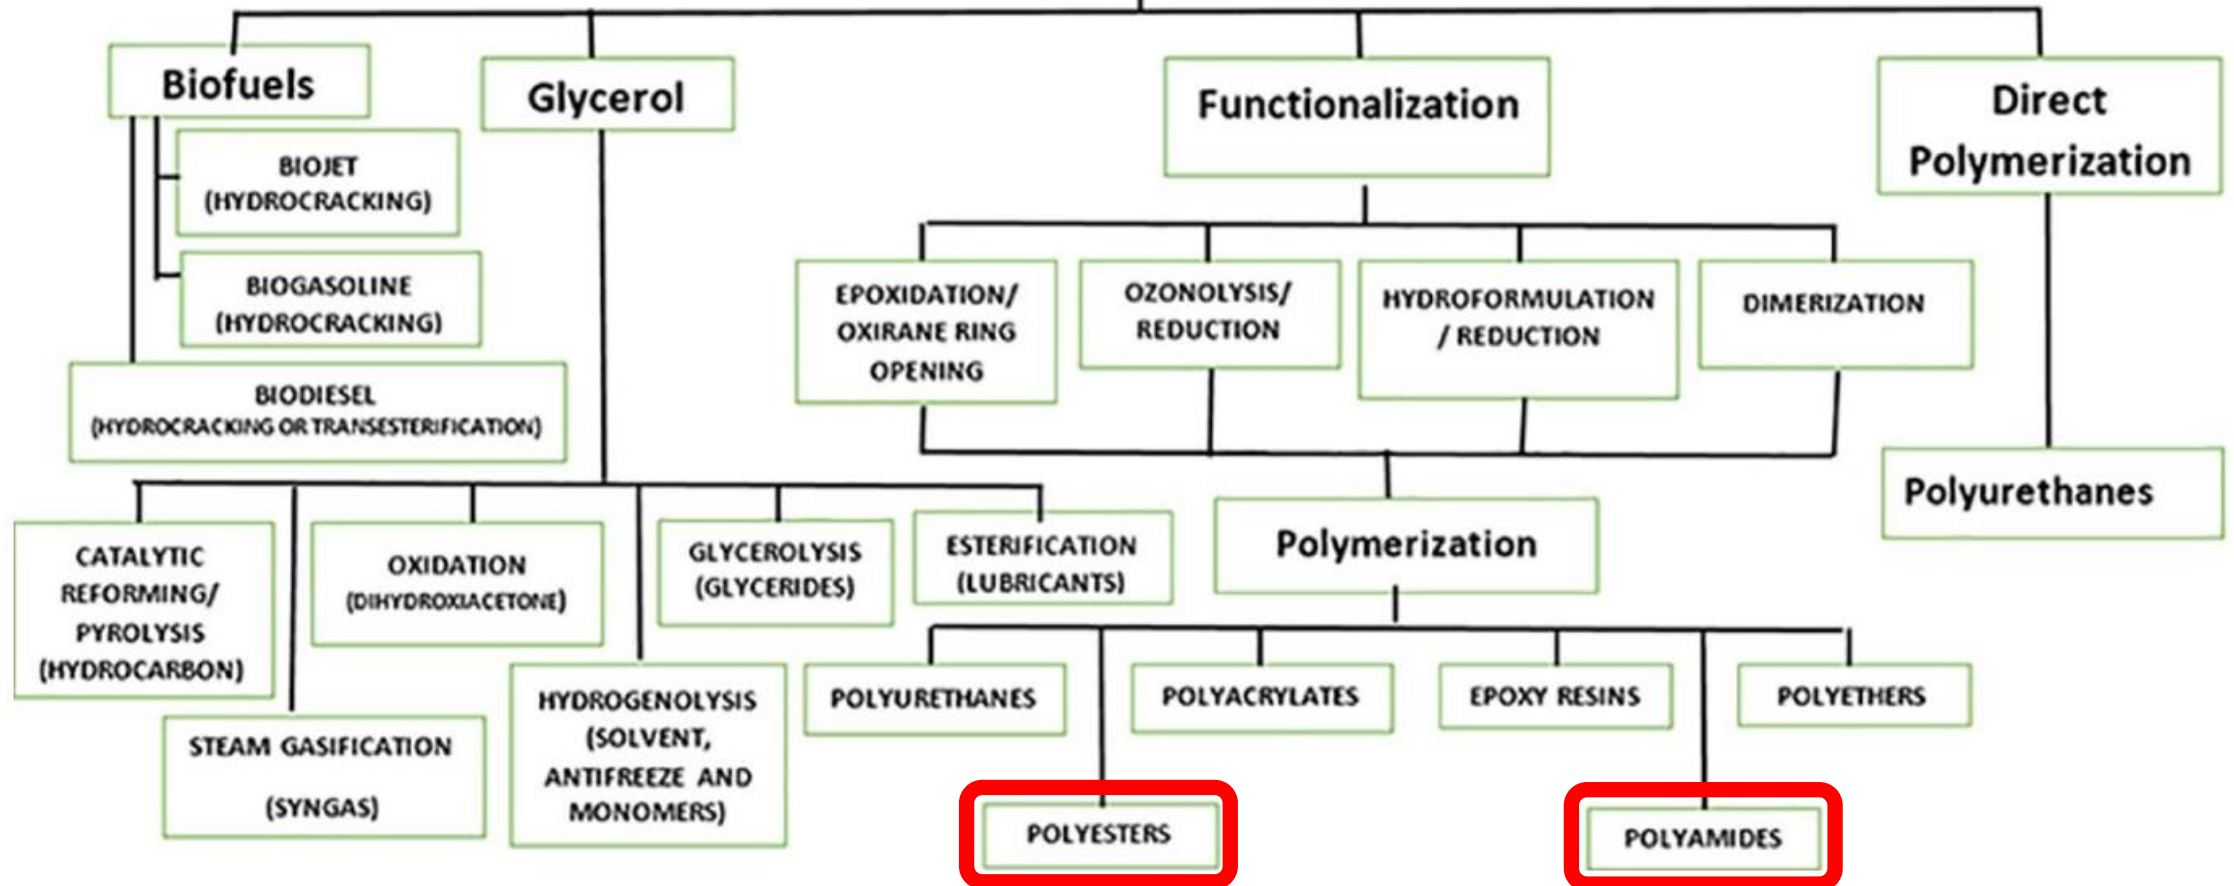 Biofuels
Glycerol
Functionalization
Direct
Polymerization
BIOJET
(HYDROCRACKING)
BIOGASOLINE
(HYDROCRACKING)
BIODIESEL
(HYDROCRACKING OR TRANSESTERIFICATION)
EPOXIDATION/
OXIRANE RING
OPENING
OZONOLYSIS/
REDUCTION
HYDROFORMULATION
/ REDUCTION
DIMERIZATION
Polyurethanes
CATALYTIC
REFORMING/
PYROLYSIS
(HYDROCARBON)
STEAM GASIFICATION
(SYNGAS)
OXIDATION
(DIHYDROXIACETONE)
HYDROGENOLYSIS
(SOLVENT,
ANTIFREEZE AND
MONOMERS)
GLYCEROLYSIS
(GLYCERIDES)
ESTERIFICATION
(LUBRICANTS)
Polymerization
POLYURETHANES
POLYESTERS
POLYACRYLATES
EPOXY RESINS
POLYAMIDES
POLYETHERS